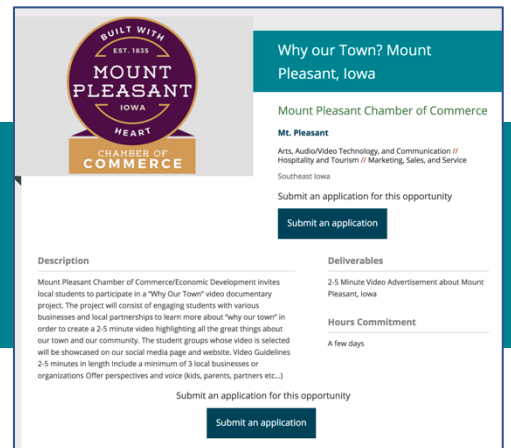 BUILT WITH
EST. 1835
MOUNT
PLEASANT
IOWA
HEART
CHAMBER OF
COMMERCE
Why our Town? Mount
Pleasant, Iowa
Mount Pleasant Chamber of Commerce
Mt. Pleasant
Arts, Audio/Video Technology, and Communication //
Hospitality and Tourism // Marketing, Sales, and Service
Southeast Iowa
Submit an application for this opportunity
Submit an application
Description
Mount Pleasant Chamber of Commerce/Economic Development invites
local students to participate in a "Why Our Town" video documentary
project. The project will consist of engaging students with various
businesses and local partnerships to learn more about "why our town" in
order to create a 2-5 minute video highlighting all the great things about
our town and our community. The student groups whose video is selected
will be showcased on our social media page and website. Video Guidelines
2-5 minutes in length Include a minimum of 3 local businesses or
organizations Offer perspectives and voice (kids, parents, partners etc...)
Deliverables
2-5 Minute Video Advertisement about Mount
Pleasant, Iowa
Hours Commitment
A few days
Submit an application for this opportunity
Submit an application